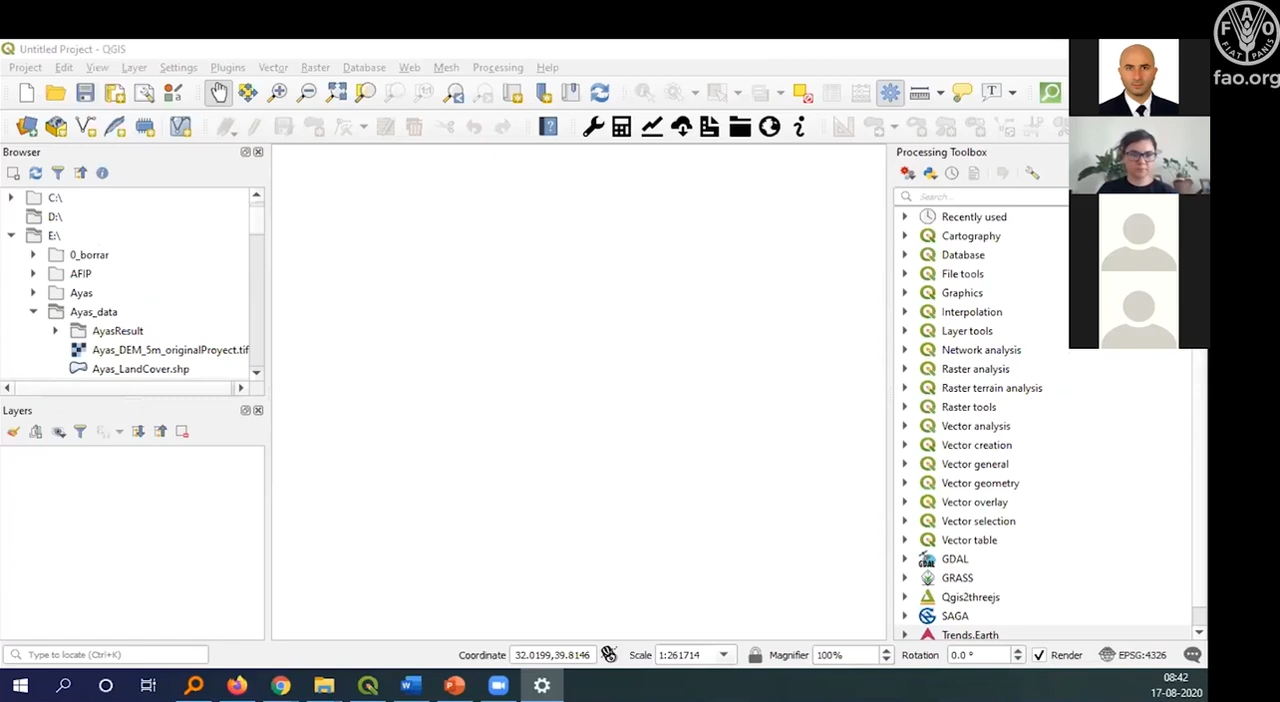 FAO
FIAT PANIS
fao.org
Untitled Project - QGIS
Project Edit View Layer Settings Plugins Vector Raster Database Web Mesh Processing Help
Browser
C:\
D:\
E:\
0_borrar
AFIP
Ayas
Ayas_data
AyasResult
Ayas_DEM_5m_originalProyect.tif
Ayas_LandCover.shp
Layers
Processing Toolbox
Search...
Recently used
Cartography
Database
File tools
Graphics
Interpolation
Layer tools
Network analysis
Raster analysis
Raster terrain analysis
Raster tools
Vector analysis
Vector creation
Vector general
Vector geometry
Vector overlay
Vector selection
Vector table
GDAL
GRASS
Qgis2threejs
SAGA
Trends.Earth
Type to locate (Ctrl+K) Coordinate 32.0199,39.8146 Scale 1:261714 Magnifier 100% Rotation 0.0 ° Render EPSG:4326
08:42
17-08-2020